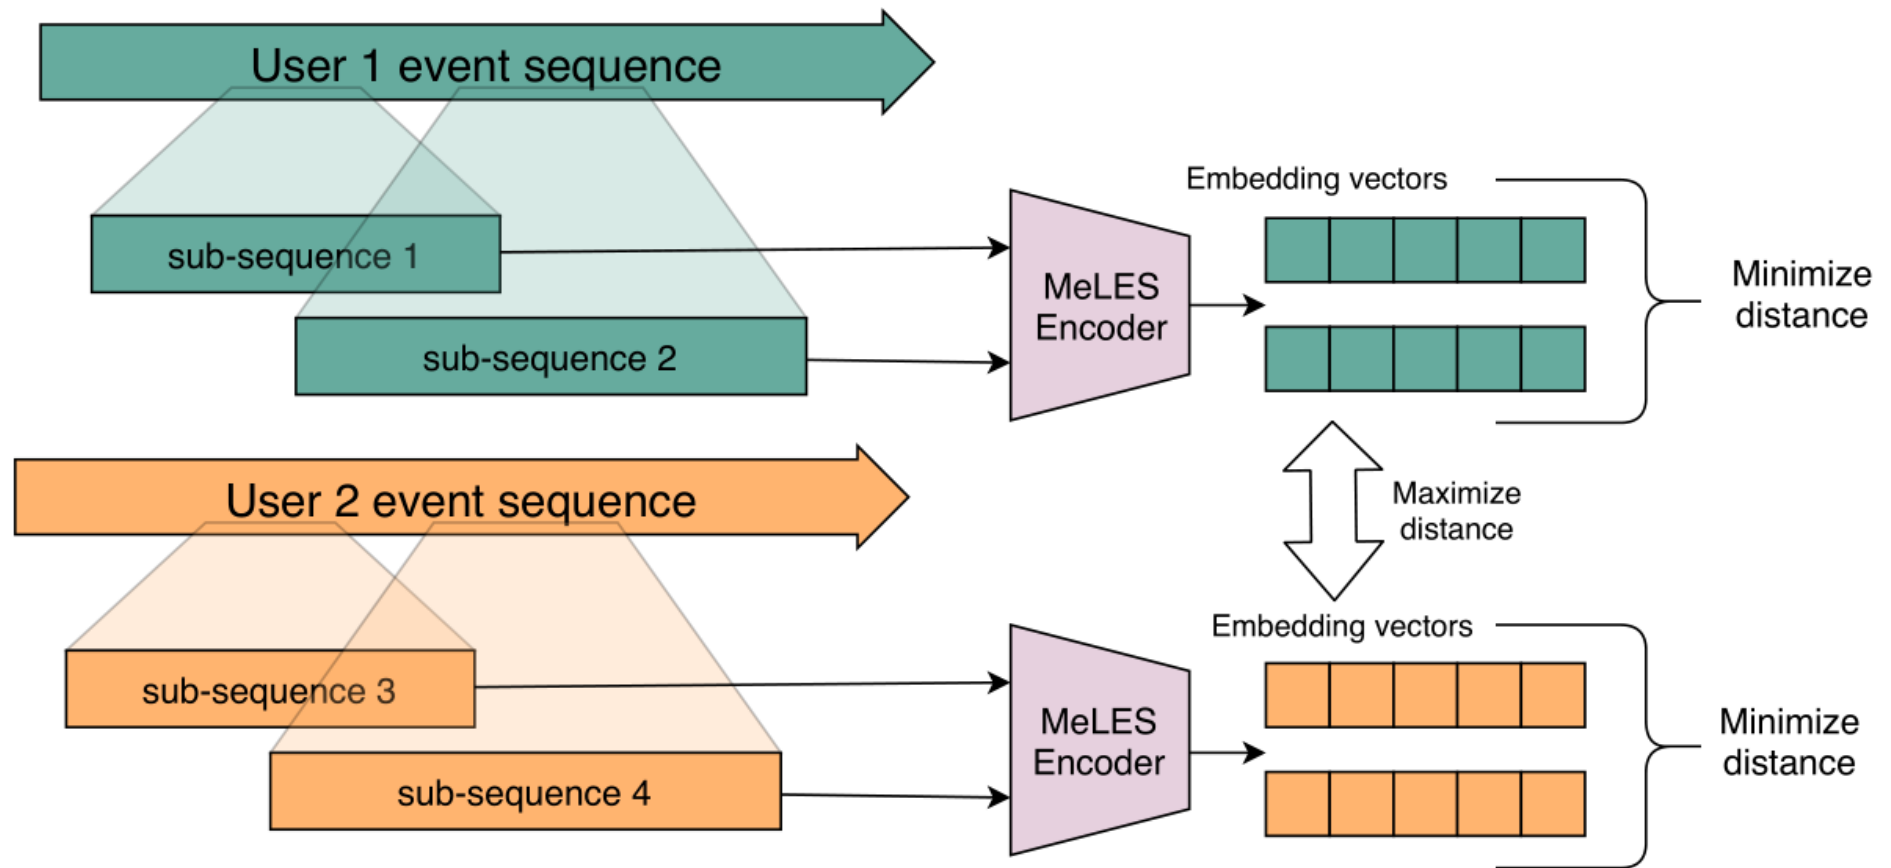 User 1 event sequence
sub-sequence 1
sub-sequence 2
MeLES
Encoder
Embedding vectors
Minimize
distance
Maximize
distance
User 2 event sequence
sub-sequence 3
sub-sequence 4
MeLES
Encoder
Embedding vectors
Minimize
distance